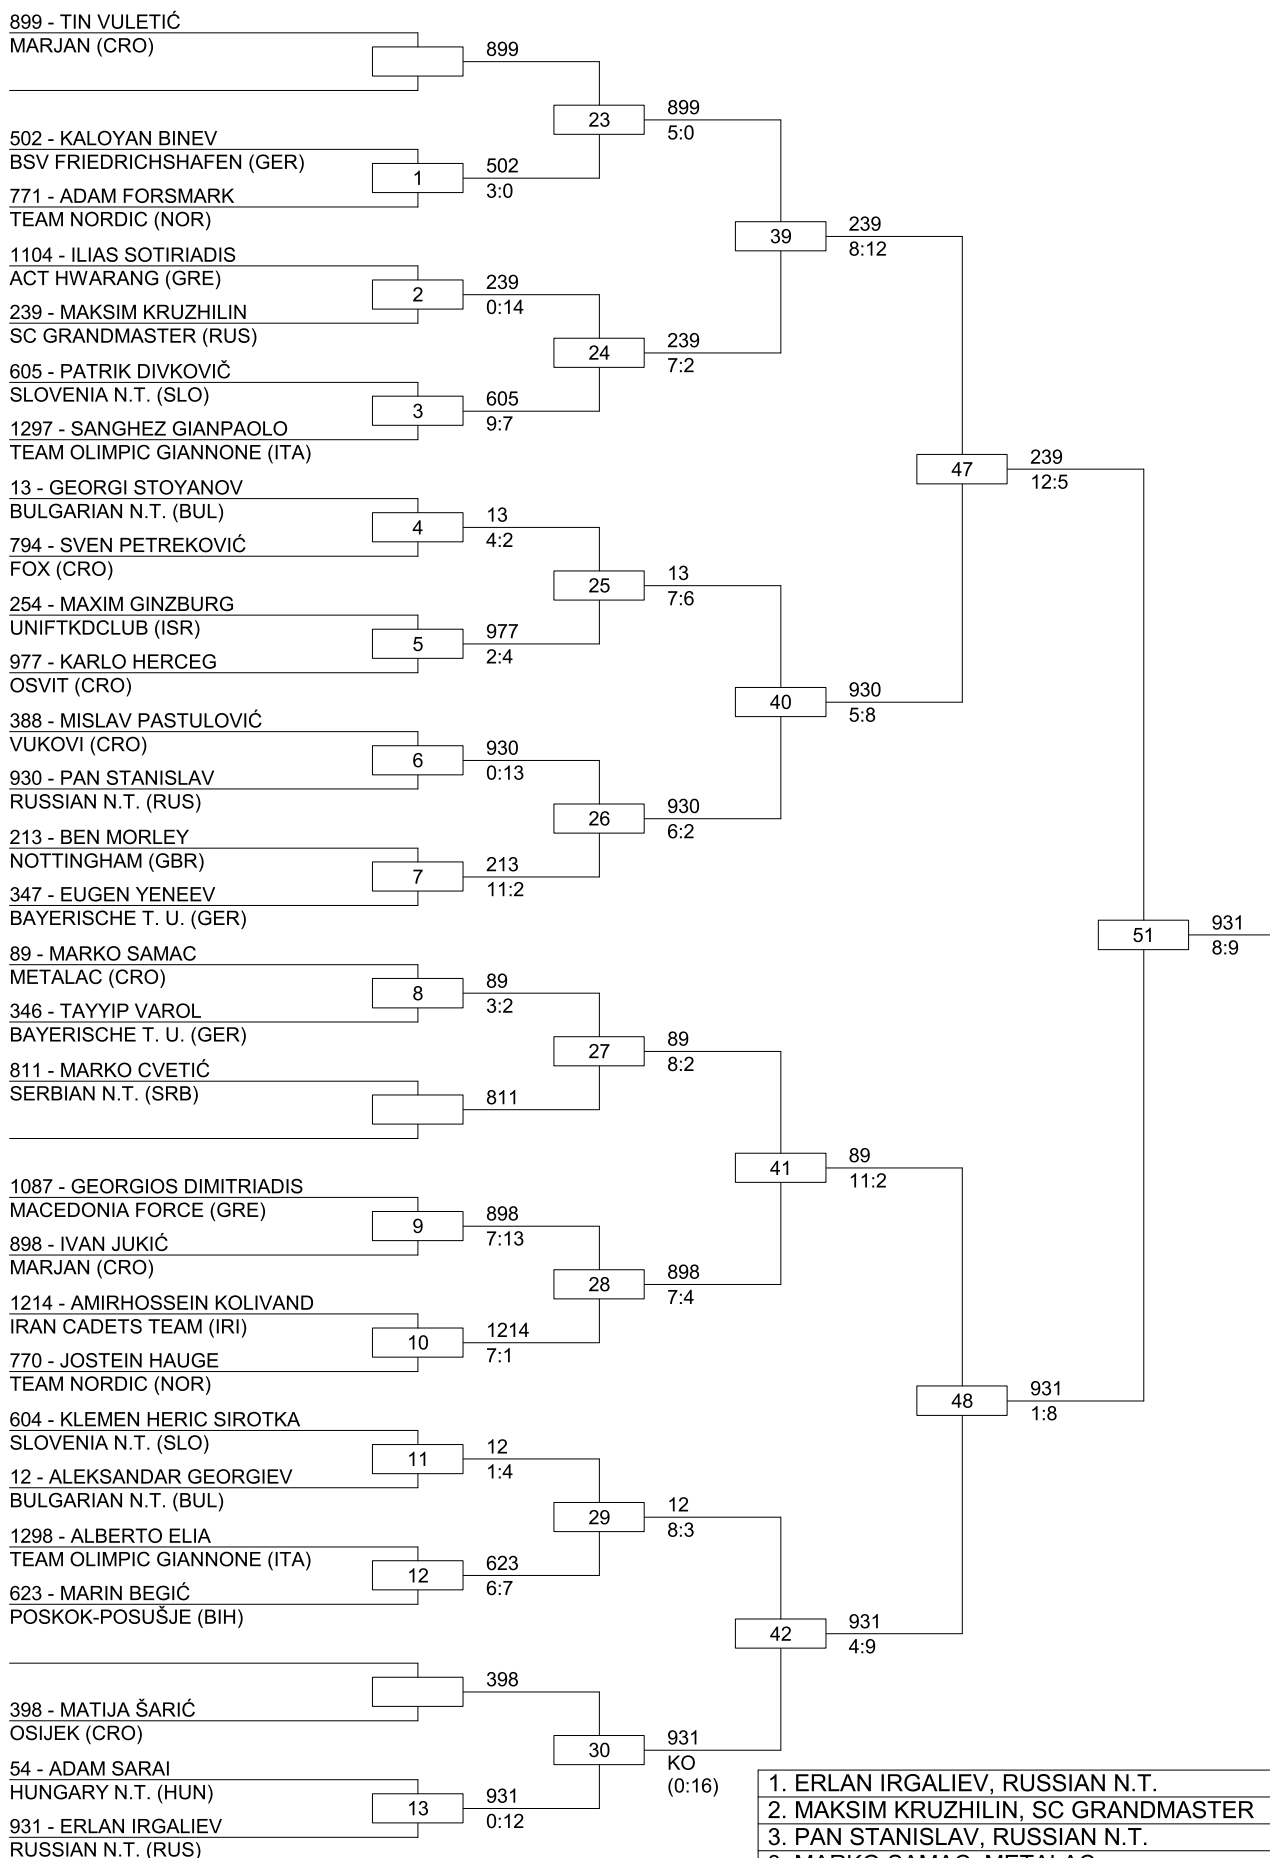 899 - TIN VULETIĆ
MARJAN (CRO)
899
23
899
5:0
502 - KALOYAN BINEV
BSV FRIEDRICHSHAFEN (GER)
1
502
3:0
771 - ADAM FORSMARK
TEAM NORDIC (NOR)
39
239
8:12
1104 - ILIAS SOTIRIADIS
ACT HWARANG (GRE)
2
239
0:14
239 - MAKSIM KRUZHILIN
SC GRANDMASTER (RUS)
24
239
7:2
605 - PATRIK DIVKOVIČ
SLOVENIA N.T. (SLO)
3
605
9:7
1297 - SANGHEZ GIANPAOLO
TEAM OLIMPIC GIANNONE (ITA)
47
239
12:5
13 - GEORGI STOYANOV
BULGARIAN N.T. (BUL)
4
13
4:2
794 - SVEN PETREKOVIĆ
FOX (CRO)
25
13
7:6
254 - MAXIM GINZBURG
UNIFTKDCLUB (ISR)
5
977
2:4
977 - KARLO HERCEG
OSVIT (CRO)
40
930
5:8
388 - MISLAV PASTULOVIĆ
VUKOVI (CRO)
6
930
0:13
930 - PAN STANISLAV
RUSSIAN N.T. (RUS)
26
930
6:2
213 - BEN MORLEY
NOTTINGHAM (GBR)
7
213
11:2
347 - EUGEN YENEEV
BAYERISCHE T. U. (GER)
51
931
8:9
89 - MARKO SAMAC
METALAC (CRO)
8
89
3:2
346 - TAYYIP VAROL
BAYERISCHE T. U. (GER)
27
89
8:2
811 - MARKO CVETIĆ
SERBIAN N.T. (SRB)
811
41
89
11:2
1087 - GEORGIOS DIMITRIADIS
MACEDONIA FORCE (GRE)
9
898
7:13
898 - IVAN JUKIĆ
MARJAN (CRO)
28
898
7:4
1214 - AMIRHOSSEIN KOLIVAND
IRAN CADETS TEAM (IRI)
10
1214
7:1
770 - JOSTEIN HAUGE
TEAM NORDIC (NOR)
48
931
1:8
604 - KLEMEN HERIC SIROTKA
SLOVENIA N.T. (SLO)
11
12
1:4
12 - ALEKSANDAR GEORGIEV
BULGARIAN N.T. (BUL)
29
12
8:3
1298 - ALBERTO ELIA
TEAM OLIMPIC GIANNONE (ITA)
12
623
6:7
623 - MARIN BEGIĆ
POSKOK-POSUŠJE (BIH)
42
931
4:9
398
398 - MATIJA ŠARIĆ
OSIJEK (CRO)
30
931
KO
(0:16)
54 - ADAM SARAI
HUNGARY N.T. (HUN)
13
931
0:12
931 - ERLAN IRGALIEV
RUSSIAN N.T. (RUS)
1. ERLAN IRGALIEV, RUSSIAN N.T.
2. MAKSIM KRUZHILIN, SC GRANDMASTER
3. PAN STANISLAV, RUSSIAN N.T.
3. MARKO SAMAC, METALAC